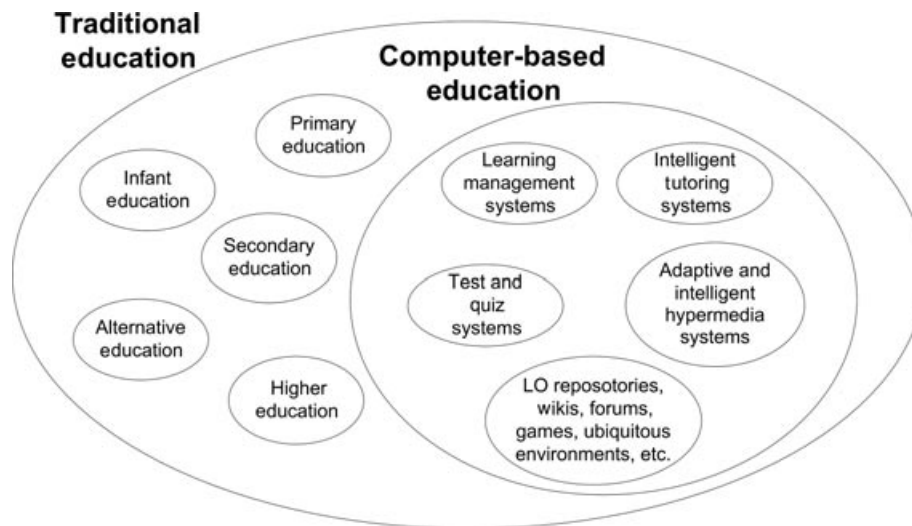 Traditional
education
Computer-based
education
Primary
education
Infant
education
Secondary
education
Alternative
education
Higher
education
Learning
management
systems
Intelligent
tutoring
systems
Test and
quiz
systems
Adaptive and
intelligent
hypermedia
systems
LO reposotories,
wikis, forums,
games, ubiquitous
environments, etc.